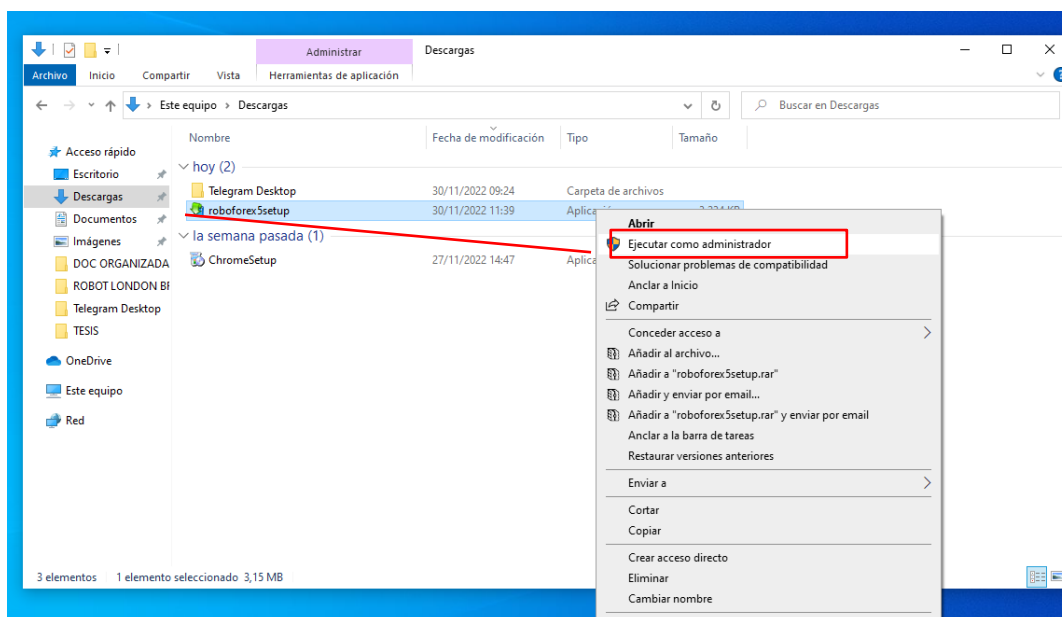 Administrar
Descargas
Archivo
Inicio
Compartir
Vista
Herramientas de aplicación
Este equipo > Descargas
Buscar en Descargas
Nombre
Fecha de modificación
Tipo
Tamaño
Acceso rápido
Escritorio
Descargas
Documentos
Imágenes
DOC ORGANIZADA
ROBOT LONDON
Telegram Desktop
TESIS
OneDrive
Este equipo
Red
hoy (2)
Telegram Desktop 30/11/2022 09:24 Carpeta de archivos
roboforex5setup 30/11/2022 11:39
la semana pasada (1)
ChromeSetup 27/11/2022 14:47
Abrir
Ejecutar como administrador
Solucionar problemas de compatibilidad
Anclar a Inicio
Compartir
Conceder acceso a
Añadir al archivo...
Añadir a "roboforex5setup.rar"
Añadir y enviar por email...
Añadir a "roboforex5setup.rar" y enviar por email
Anclar a la barra de tareas
Restaurar versiones anteriores
Enviar a
Cortar
Copiar
Crear acceso directo
Eliminar
Cambiar nombre
3 elementos
1 elemento seleccionado 3,15 MB